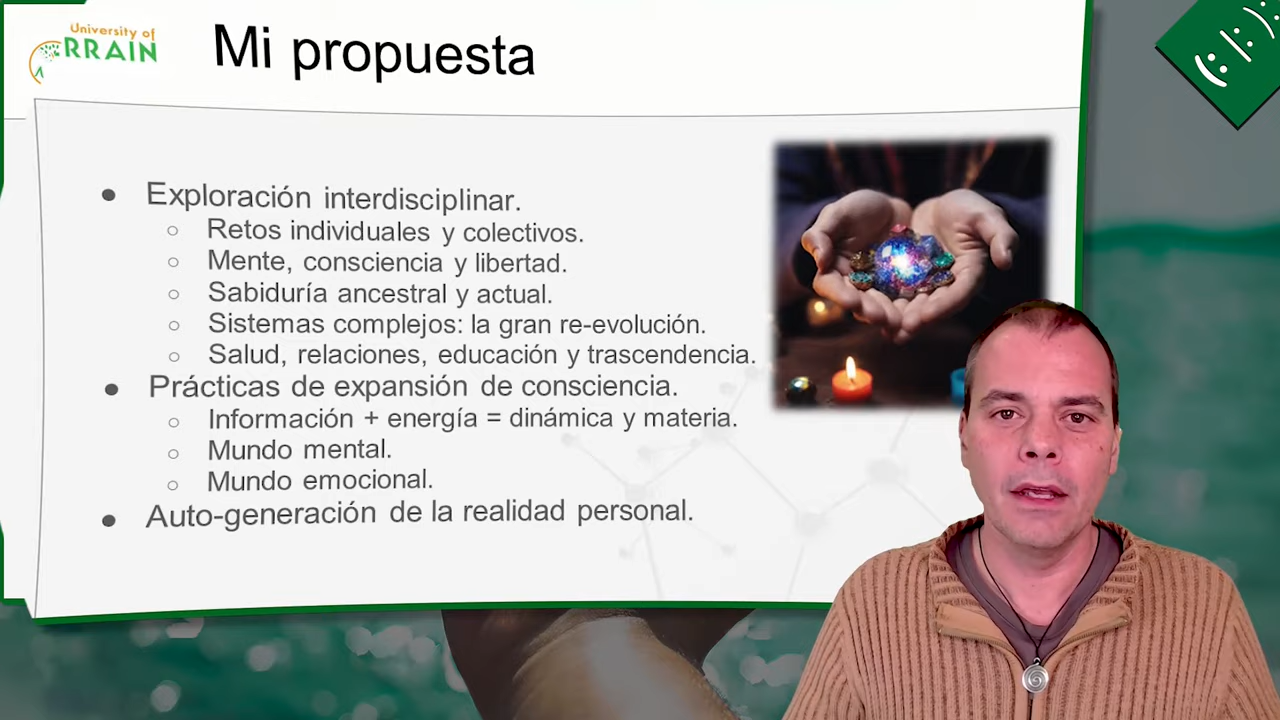 University of
RRAIN
Mi propuesta
● Exploración interdisciplinar.
○ Retos individuales y colectivos.
○ Mente, consciencia y libertad.
○ Sabiduría ancestral y actual.
○ Sistemas complejos: la gran re-evolución.
○ Salud, relaciones, educación y trascendencia.
● Prácticas de expansión de consciencia.
○ Información + energía = dinámica y materia.
○ Mundo mental.
○ Mundo emocional.
● Auto-generación de la realidad personal.